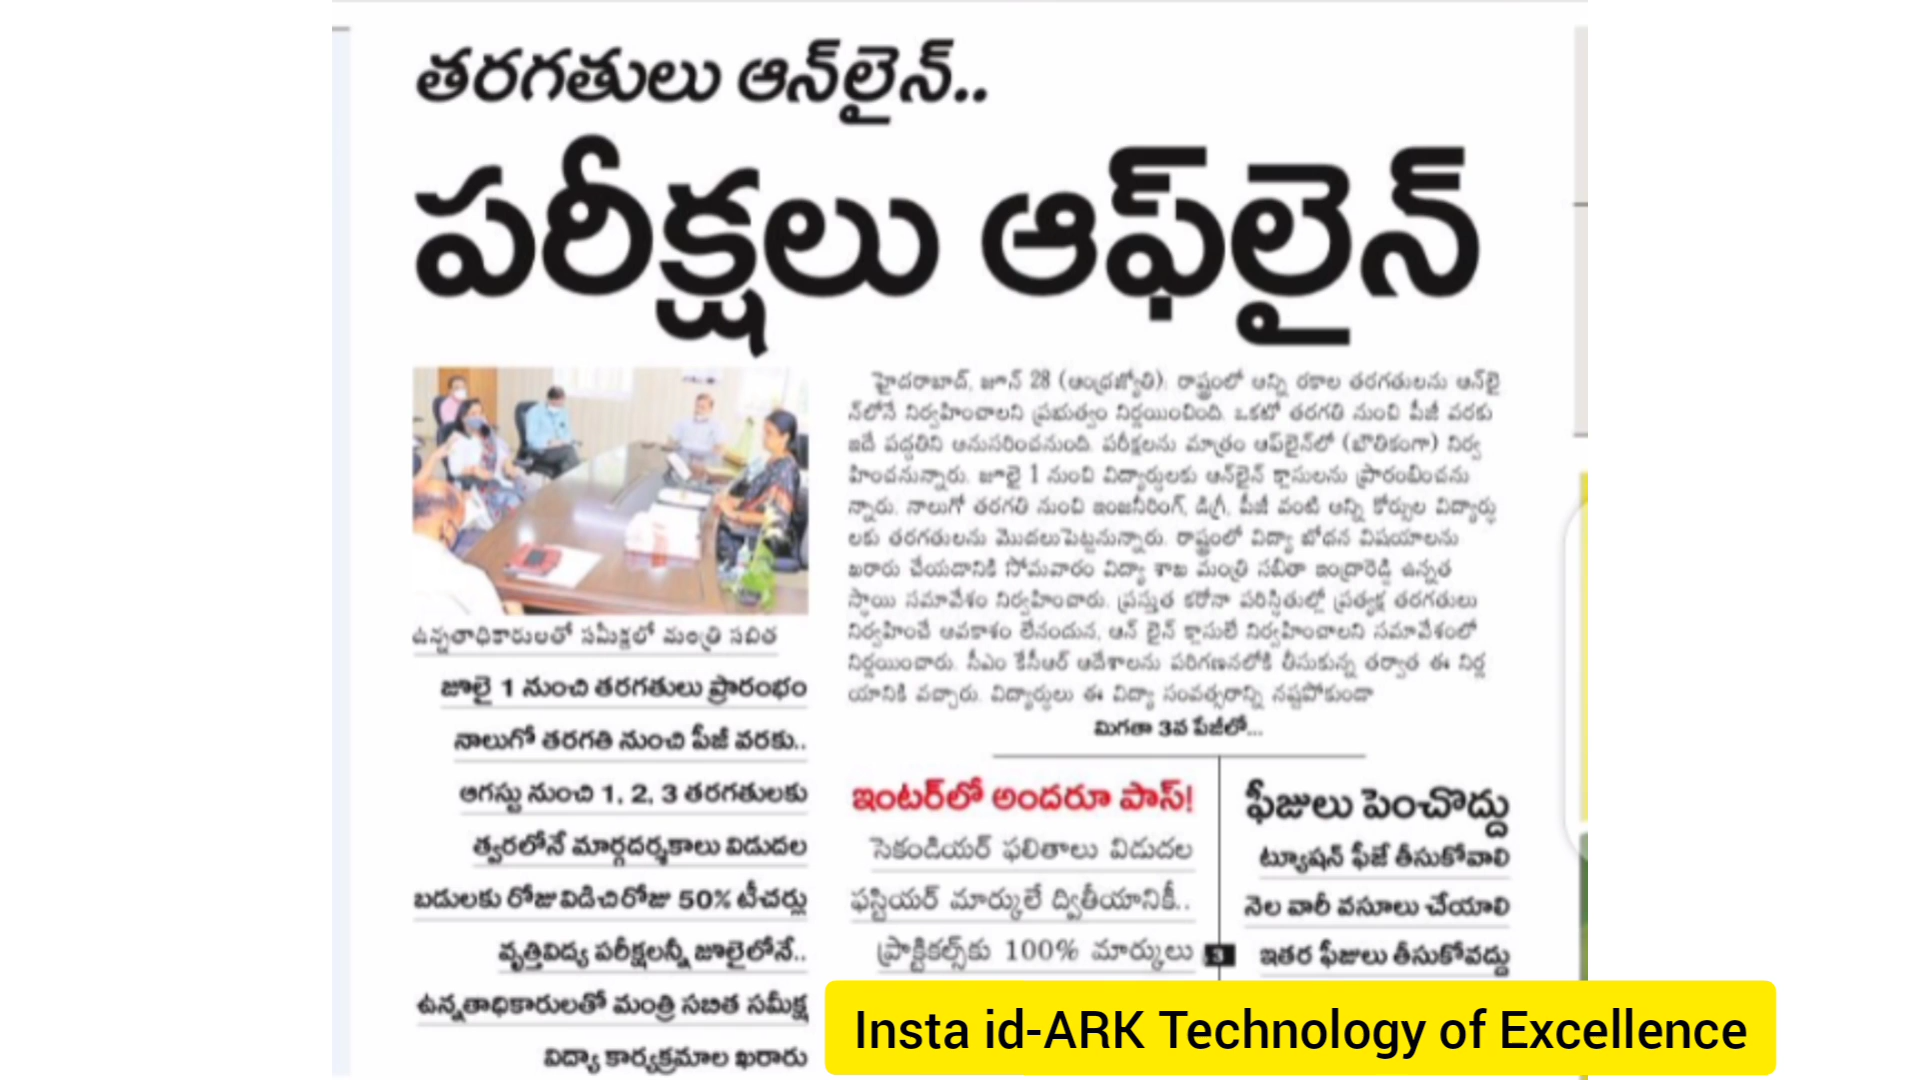 తరగతులు ఆన్‌లైన్..
పరీక్షలు ఆఫ్‌లైన్
హైదరాబాద్, జూన్ 28 (ఆంధ్రజ్యోతి): రాష్ట్రంలో అన్ని రకాల తరగతులను ఆన్‌లై
న్‌లోనే నిర్వహించాలని ప్రభుత్వం నిర్ణయించింది. ఒకటో తరగతి నుంచి పీజీ వరకు
ఇదే పద్ధతిని అనుసరించనుంది. పరీక్షలను మాత్రం ఆఫ్‌లైన్‌లో (భౌతికంగా) నిర్వ
హించనున్నారు. జూలై 1 నుంచి విద్యార్థులకు ఆన్‌లైన్ క్లాసులను ప్రారంభించను
న్నారు. నాలుగో తరగతి నుంచి ఇంజనీరింగ్, డిగ్రీ, పీజీ వంటి అన్ని కోర్సుల విద్యార్థు
లకు తరగతులను మొదలుపెట్టనున్నారు. రాష్ట్రంలో విద్యా బోధన విషయాలను
ఖరారు చేయడానికి సోమవారం విద్యా శాఖ మంత్రి సబితా ఇంద్రారెడ్డి ఉన్నత
స్థాయి సమావేశం నిర్వహించారు. ప్రస్తుత కరోనా పరిస్థితుల్లో ప్రత్యక్ష తరగతులు
నిర్వహించే అవకాశం లేనందున, ఆన్ లైన్ క్లాసులే నిర్వహించాలని సమావేశంలో
నిర్ణయించారు. సీఎం కేసీఆర్ ఆదేశాలను పరిగణనలోకి తీసుకున్న తర్వాత ఈ నిర్ణ
యానికి వచ్చారు. విద్యార్థులు ఈ విద్యా సంవత్సరాన్ని నష్టపోకుండా
మిగతా 3వ పేజీలో...
ఉన్నతాధికారులతో సమీక్షలో మంత్రి సబిత
జూలై 1 నుంచి తరగతులు ప్రారంభం
నాలుగో తరగతి నుంచి పీజీ వరకు..
ఆగస్టు నుంచి 1, 2, 3 తరగతులకు
త్వరలోనే మార్గదర్శకాలు విడుదల
బడులకు రోజు విడిచి రోజు 50% టీచర్లు
వృత్తివిద్య పరీక్షలన్నీ జూలైలోనే..
ఉన్నతాధికారులతో మంత్రి సబిత సమీక్ష
విద్యా కార్యక్రమాల ఖరారు
ఇంటర్‌లో అందరూ పాస్!
సెకండియర్ ఫలితాలు విడుదల
ఫస్టియర్ మార్కులే ద్వితీయానికీ..
ప్రాక్టికల్స్‌కు 100% మార్కులు 3
ఫీజులు పెంచొద్దు
ట్యూషన్ ఫీజే తీసుకోవాలి
నెల వారీ వసూలు చేయాలి
ఇతర ఫీజులు తీసుకోవద్దు
Insta id-ARK Technology of Excellence